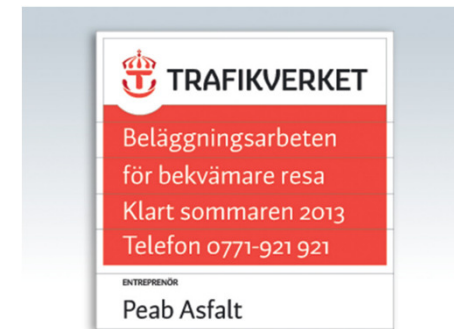 TRAFIKVERKET
Beläggningsarbeten
för bekvämare resa
Klart sommaren 2013
Telefon 0771-921 921
ENTREPRENÖR
Peab Asfalt